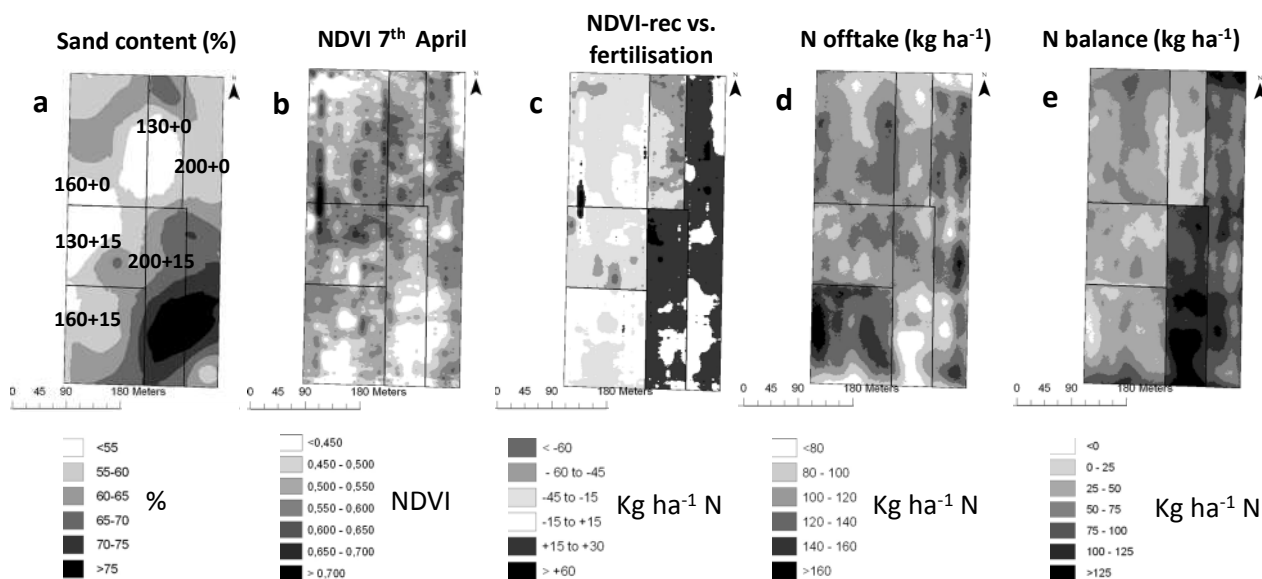 Sand content (%)
NDVI 7th April
NDVI-rec vs. fertilisation
N offtake (kg ha-1)
N balance (kg ha-1)
a
130+0
200+0
160+0
130+15
200+15
160+15
N
0 45 90 180 Meters
b
0 45 90 180 Meters
c
N
0 45 90 180 Meters
d
N
0 45 90 180 Meters
e
N
0 45 90 180 Meters
<55
55-60
60-65
65-70
70-75
>75
%
<0,450
0,450 - 0,500
0,500 - 0,550
0,550 - 0,600
0,600 - 0,650
0,650 - 0,700
> 0,700
NDVI
< -60
- 60 to -45
-45 to -15
-15 to +15
+15 to +30
> +60
Kg ha-1 N
<80
80 - 100
100 - 120
120 - 140
140 - 160
>160
Kg ha-1 N
<0
0 - 25
25 - 50
50 - 75
75 - 100
100 - 125
>125
Kg ha-1 N